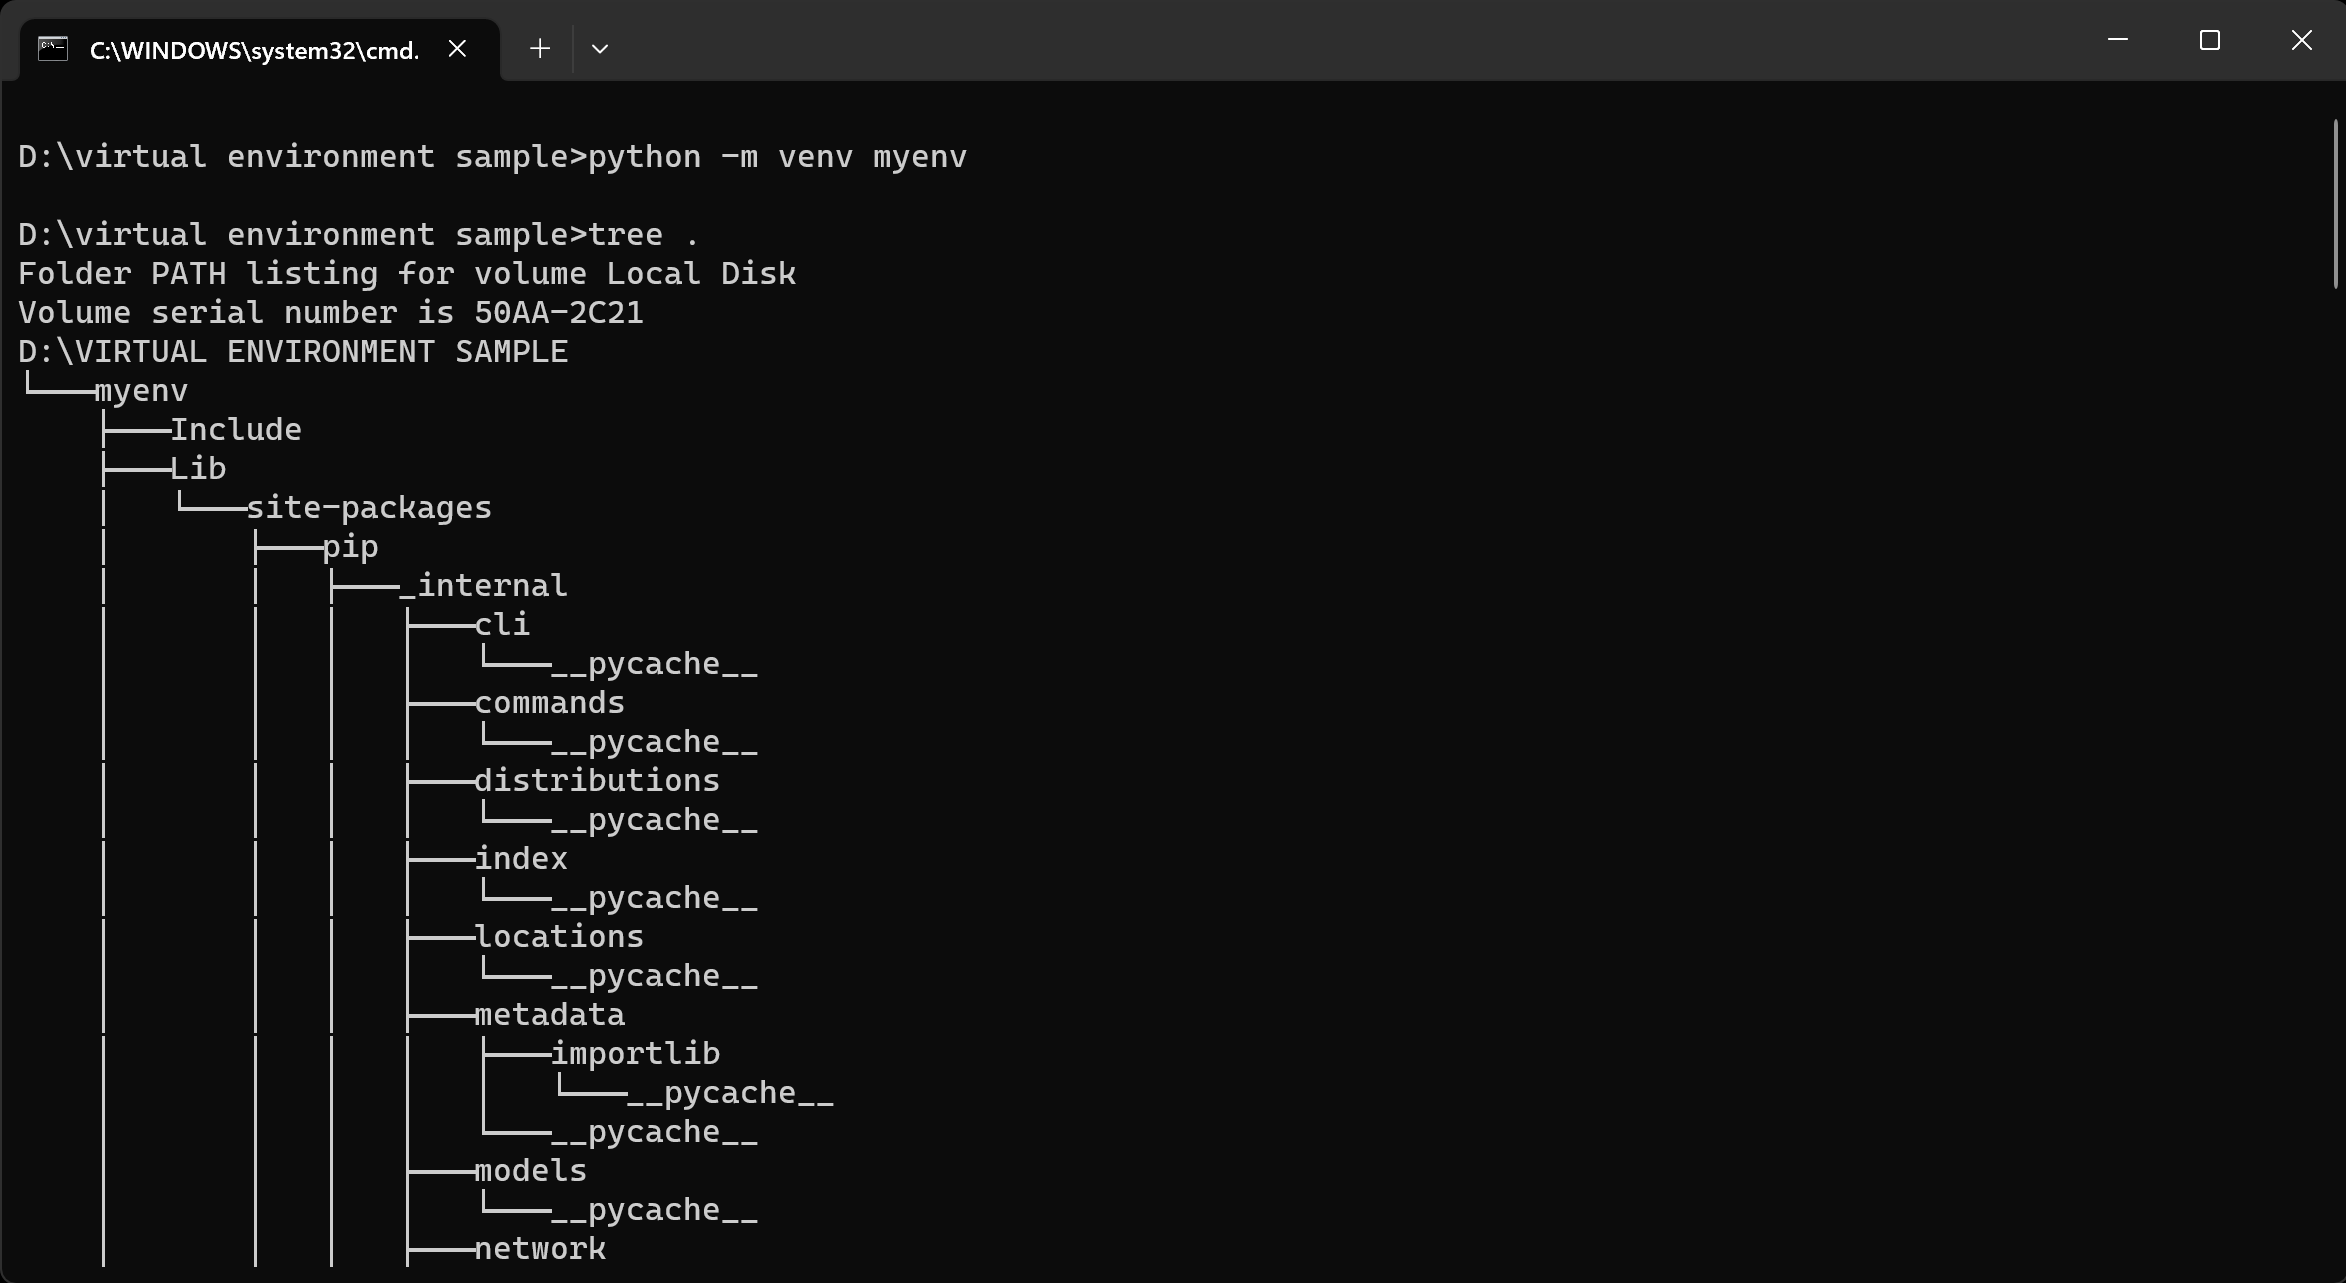 C:\WINDOWS\system32\cmd.
D:\virtual environment sample>python -m venv myenv
D:\virtual environment sample>tree .
Folder PATH listing for volume Local Disk
Volume serial number is 50AA-2C21
D:\VIRTUAL ENVIRONMENT SAMPLE
└───myenv
    ├───Include
    ├───Lib
    │   └───site-packages
    │       ├───pip
    │       │   ├───_internal
    │       │   │   ├───cli
    │       │   │   │   └───__pycache__
    │       │   │   ├───commands
    │       │   │   │   └───__pycache__
    │       │   │   ├───distributions
    │       │   │   │   └───__pycache__
    │       │   │   ├───index
    │       │   │   │   └───__pycache__
    │       │   │   ├───locations
    │       │   │   │   └───__pycache__
    │       │   │   ├───metadata
    │       │   │   │   ├───importlib
    │       │   │   │   │   └───__pycache__
    │       │   │   │   └───__pycache__
    │       │   │   ├───models
    │       │   │   │   └───__pycache__
    │       │   │   ├───network